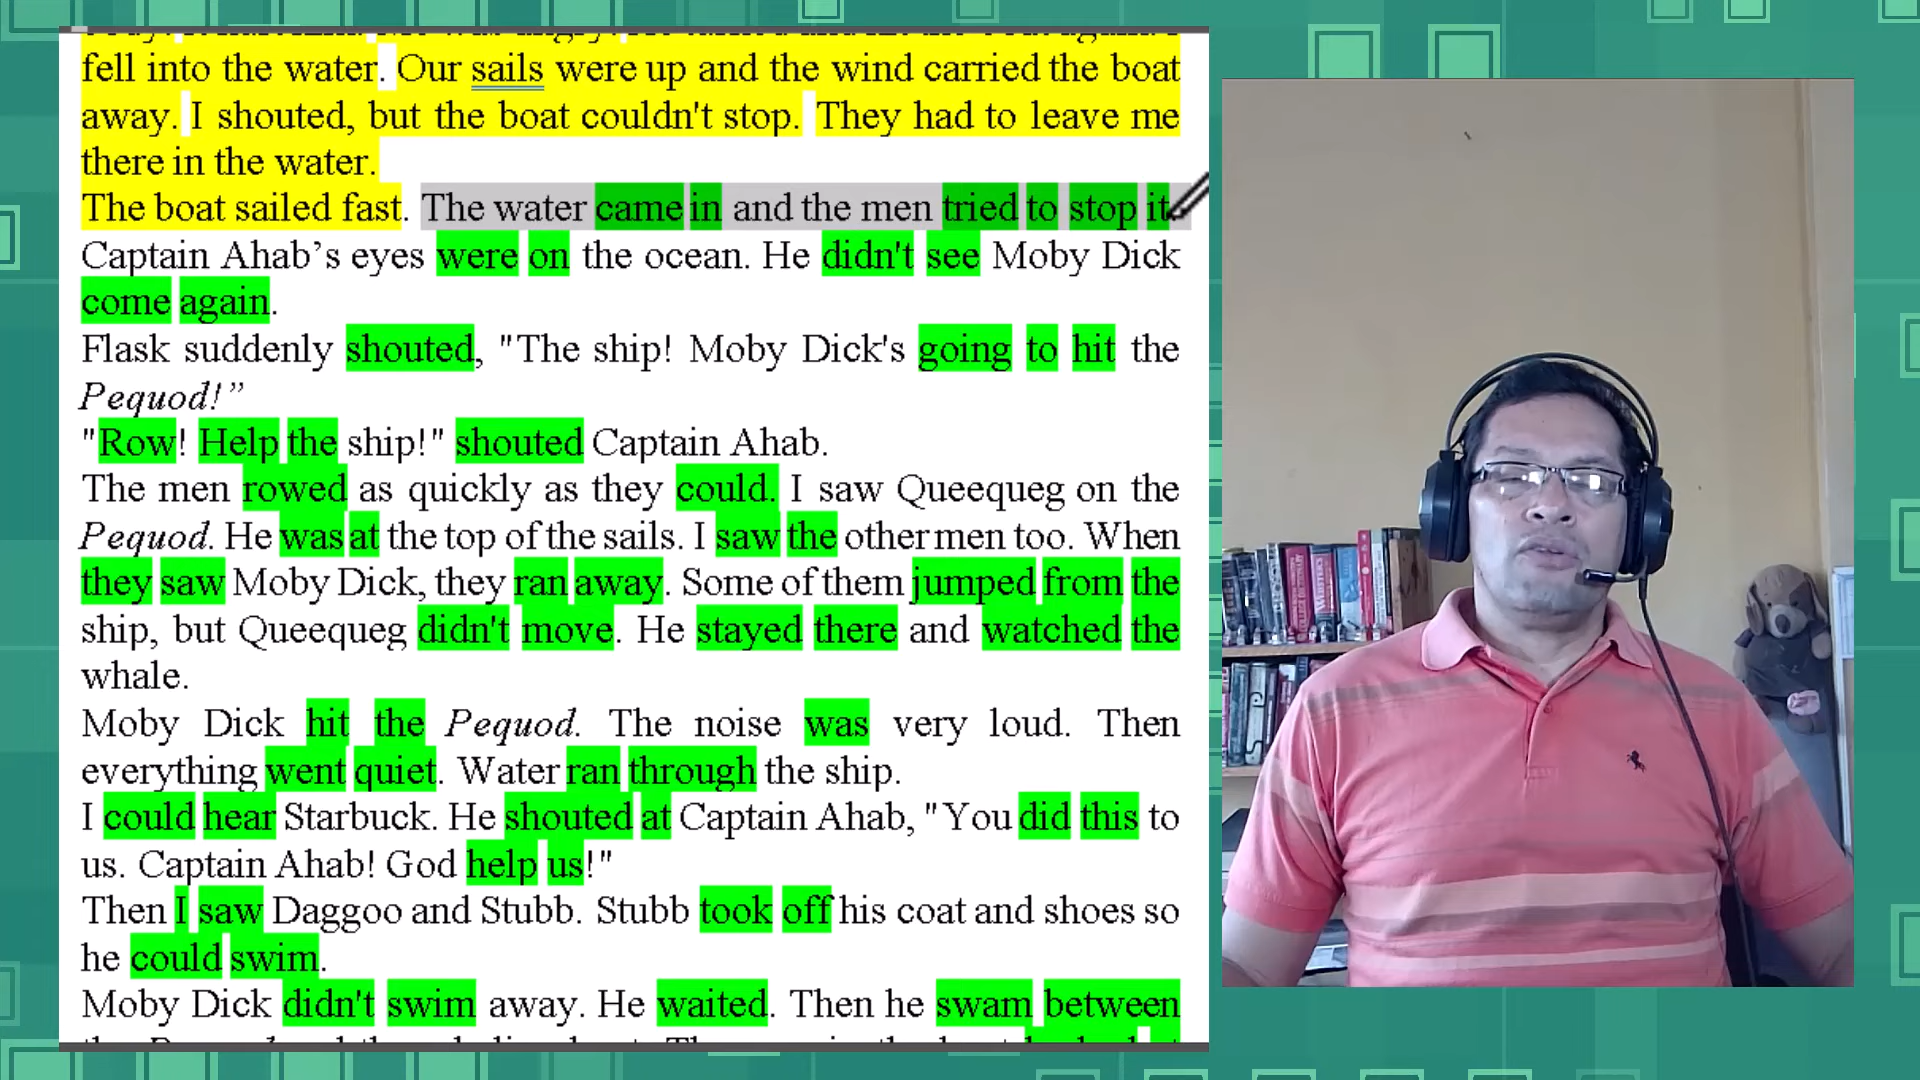 fell into the water. Our sails were up and the wind carried the boat
away. I shouted, but the boat couldn't stop. They had to leave me
there in the water.
The boat sailed fast. The water came in and the men tried to stop it
Captain Ahab’s eyes were on the ocean. He didn't see Moby Dick
come again.
Flask suddenly shouted, "The ship! Moby Dick's going to hit the
Pequod!”
"Row! Help the ship!" shouted Captain Ahab.
The men rowed as quickly as they could. I saw Queequeg on the
Pequod. He was at the top of the sails. I saw the other men too. When
they saw Moby Dick, they ran away. Some of them jumped from the
ship, but Queequeg didn't move. He stayed there and watched the
whale.
Moby Dick hit the Pequod. The noise was very loud. Then
everything went quiet. Water ran through the ship.
I could hear Starbuck. He shouted at Captain Ahab, "You did this to
us. Captain Ahab! God help us!"
Then I saw Daggoo and Stubb. Stubb took off his coat and shoes so
he could swim.
Moby Dick didn't swim away. He waited. Then he swam between